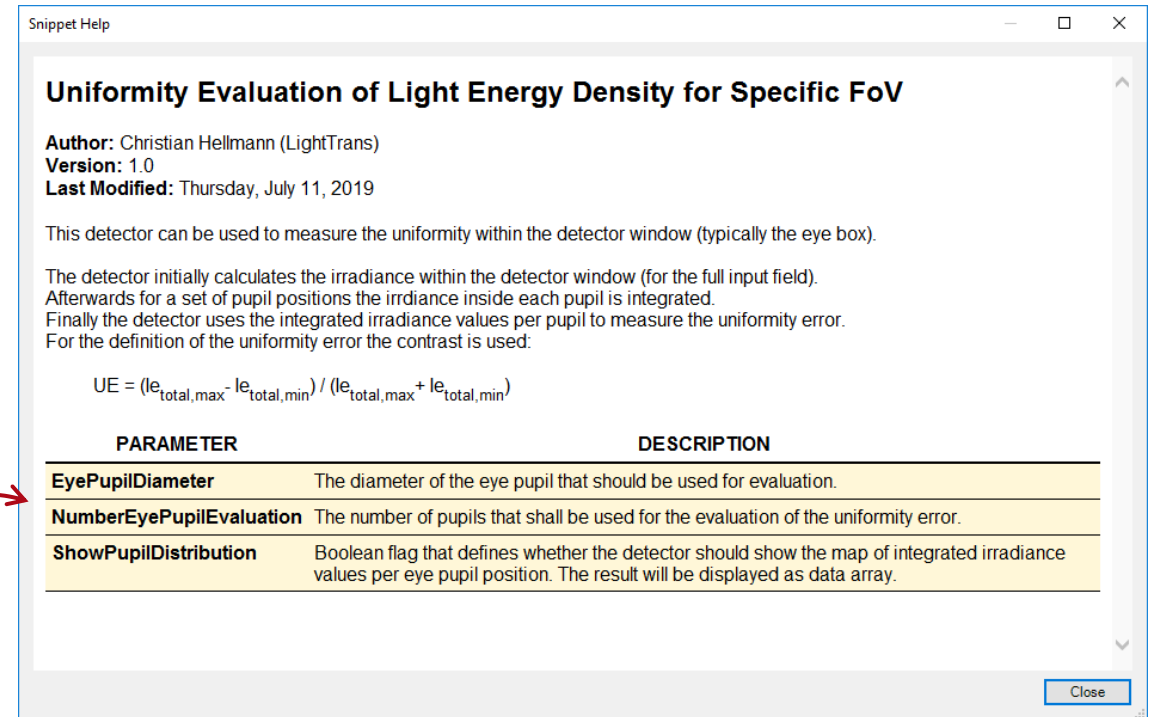 Snippet Help
Uniformity Evaluation of Light Energy Density for Specific FoV
Author: Christian Hellmann (LightTrans)
Version: 1.0
Last Modified: Thursday, July 11, 2019
This detector can be used to measure the uniformity within the detector window (typically the eye box).
The detector initially calculates the irradiance within the detector window (for the full input field).
Afterwards for a set of pupil positions the irrdiance inside each pupil is integrated.
Finally the detector uses the integrated irradiance values per pupil to measure the uniformity error.
For the definition of the uniformity error the contrast is used:
UE = (Ie total,max - Ie total,min) / (Ie total,max + Ie total,min)
PARAMETER DESCRIPTION
EyePupilDiameter The diameter of the eye pupil that should be used for evaluation.
NumberEyePupilEvaluation The number of pupils that shall be used for the evaluation of the uniformity error.
ShowPupilDistribution Boolean flag that defines whether the detector should show the map of integrated irradiance
values per eye pupil position. The result will be displayed as data array.
Close